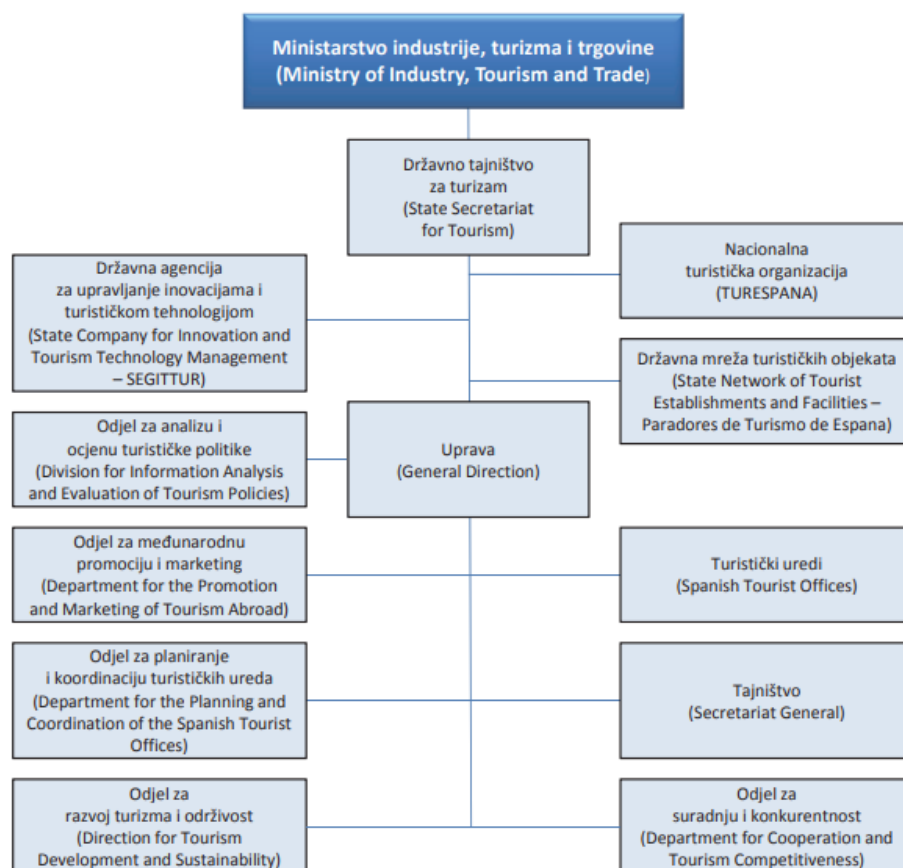 Ministarstvo industrije, turizma i trgovine
(Ministry of Industry, Tourism and Trade)
Državno tajništvo
za turizam
(State Secretariat
for Tourism)
Nacionalna
turistička organizacija
(TURESPANA)
Državna agencija
za upravljanje inovacijama i
turističkom tehnologijom
(State Company for Innovation and
Tourism Technology Management
– SEGITTUR)
Državna mreža turističkih objekata
(State Network of Tourist
Establishments and Facilities –
Paradores de Turismo de Espana)
Odjel za analizu i
ocjenu turističke politike
(Division for Information Analysis
and Evaluation of Tourism Policies)
Uprava
(General Direction)
Odjel za međunarodnu
promociju i marketing
(Department for the Promotion
and Marketing of Tourism Abroad)
Turistički uredi
(Spanish Tourist Offices)
Odjel za planiranje
i koordinaciju turističkih ureda
(Department for the Planning and
Coordination of the Spanish Tourist
Offices)
Tajništvo
(Secretariat General)
Odjel za
razvoj turizma i održivost
(Direction for Tourism
Development and Sustainability)
Odjel za
suradnju i konkurentnost
(Department for Cooperation and
Tourism Competitiveness)